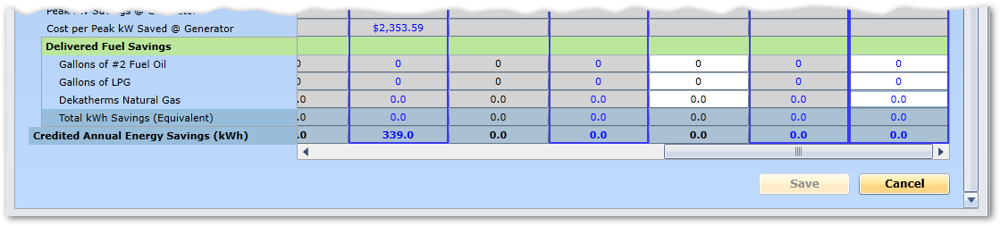 Cost per Peak kW Saved @ Generator $2,353.59
Delivered Fuel Savings
Gallons of #2 Fuel Oil 0 0 0 0 0 0
Gallons of LPG 0 0 0 0 0 0
Dekatherms Natural Gas .0 0.0 0.0 0.0 0.0 0.0 0.0
Total kWh Savings (Equivalent) .0 0.0 0.0 0.0 0.0 0.0 0.0
Credited Annual Energy Savings (kWh) .0 339.0 0.0 0.0 0.0 0.0 0.0
Save Cancel